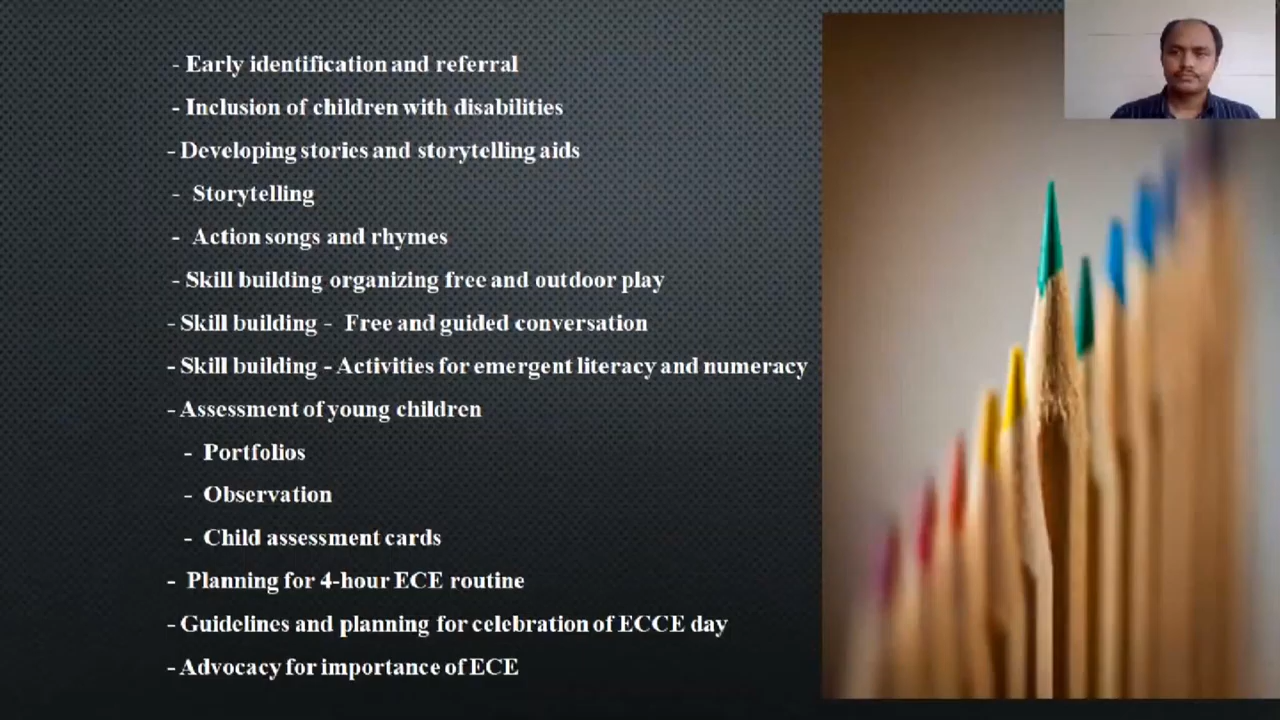 - Early identification and referral
- Inclusion of children with disabilities
- Developing stories and storytelling aids
- Storytelling
- Action songs and rhymes
- Skill building organizing free and outdoor play
- Skill building - Free and guided conversation
- Skill building - Activities for emergent literacy and numeracy
- Assessment of young children
- Portfolios
- Observation
- Child assessment cards
- Planning for 4-hour ECE routine
- Guidelines and planning for celebration of ECCE day
- Advocacy for importance of ECE